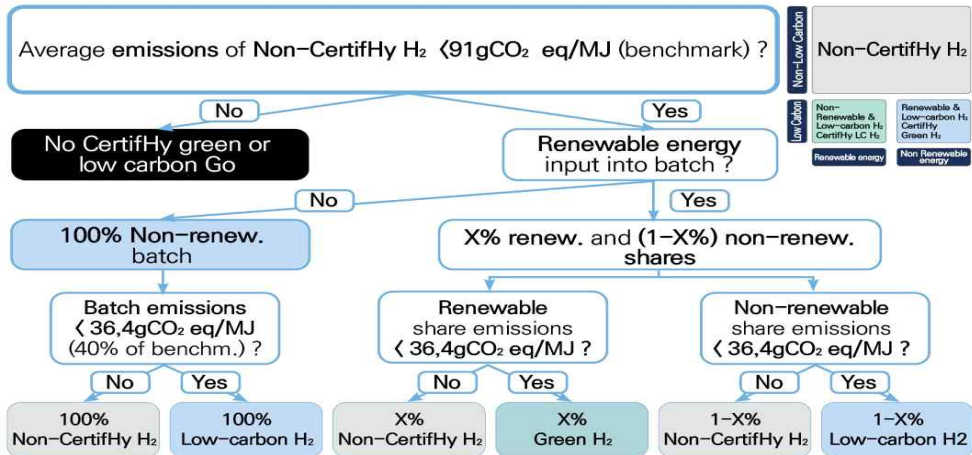 Average emissions of Non-CertifHy H₂ <91gCO₂ eq/MJ (benchmark) ?
Non-Low Carbon
Non-CertifHy H₂
Low Carbon
Non-
Renewable &
Low-carbon H₂
CertifHy LC H₂
Renewable &
Low-carbon H₂
CertifHy
Green H₂
Renewable energy
Non Renewable
energy
No
Yes
No CertifHy green or
low carbon Go
Renewable energy
input into batch ?
No
Yes
100% Non-renew.
batch
X% renew. and (1-X%) non-renew.
shares
Batch emissions
< 36,4gCO₂ eq/MJ
(40% of benchm.) ?
Renewable
share emissions
< 36,4gCO₂ eq/MJ ?
Non-renewable
share emissions
< 36,4gCO₂ eq/MJ ?
No
Yes
No
Yes
No
Yes
100%
Non-CertifHy H₂
100%
Low-carbon H₂
X%
Non-CertifHy H₂
X%
Green H₂
1-X%
Non-CertifHy H₂
1-X%
Low-carbon H2